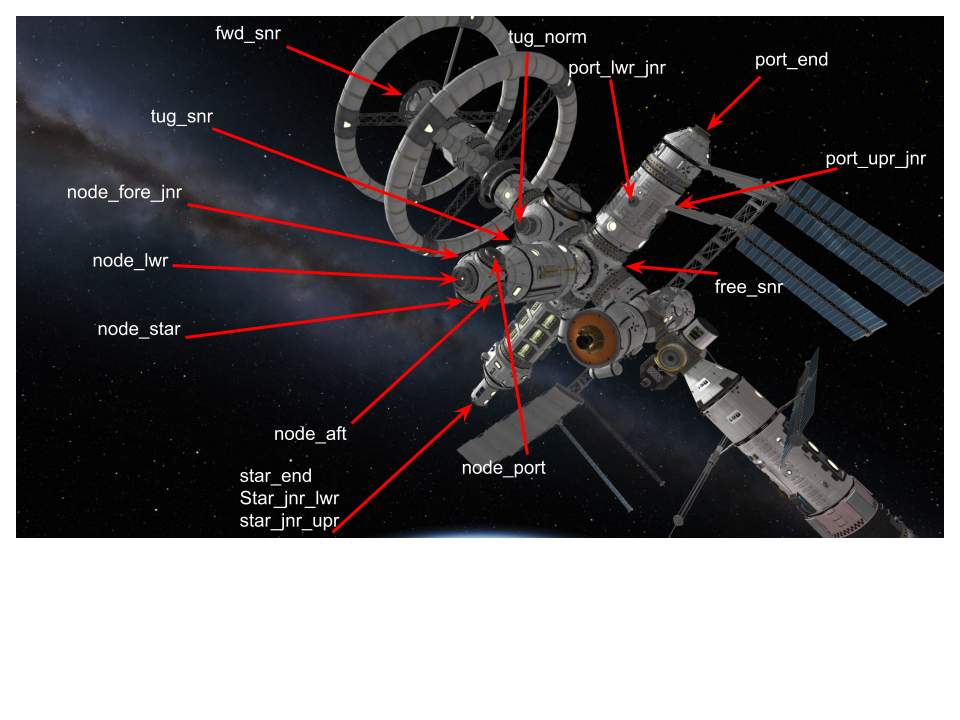 fwd_snr
tug_norm
port_lwr_jnr
port_end
tug_snr
port_upr_jnr
node_fore_jnr
node_lwr
free_snr
node_star
node_aft
node_port
star_end
Star_jnr_lwr
star_jnr_upr